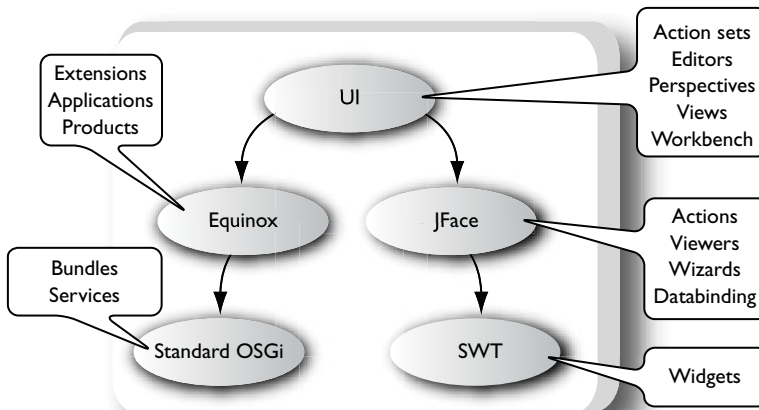 Action sets
Editors
Perspectives
Views
Workbench
Extensions
Applications
Products
UI
Equinox
JFace
Actions
Viewers
Wizards
Databinding
Bundles
Services
Standard OSGi
SWT
Widgets